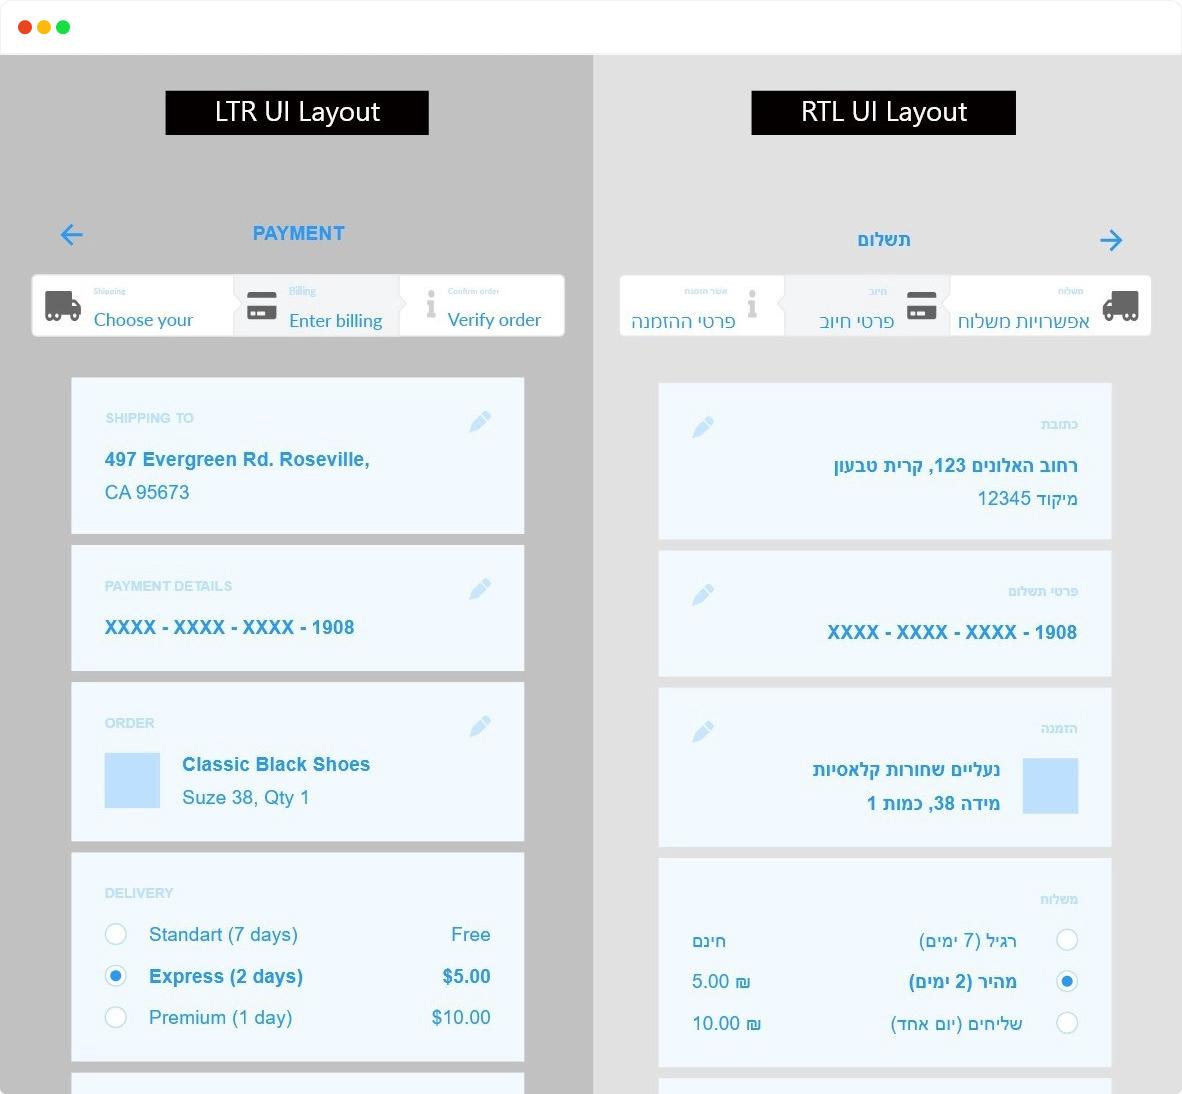 LTR UI Layout
PAYMENT
Shipping
Choose your
Billing
Enter billing
Confirm order
Verify order
SHIPPING TO
497 Evergreen Rd. Roseville,
CA 95673
PAYMENT DETAILS
XXXX - XXXX - XXXX - 1908
ORDER
Classic Black Shoes
Suze 38, Qty 1
DELIVERY
Standart (7 days) Free
Express (2 days) $5.00
Premium (1 day) $10.00
RTL UI Layout
תשלום
משלוח
אפשרויות משלוח
חיוב
פרטי חיוב
אשר הזמנה
פרטי ההזמנה
כתובת
רחוב האלונים 123, קרית טבעון
מיקוד 12345
פרטי תשלום
XXXX - XXXX - XXXX - 1908
הזמנה
נעליים שחורות קלאסיות
מידה 38, כמות 1
משלוח
רגיל (7 ימים) חינם
מהיר (2 ימים) 5.00 ₪
שליחים (יום אחד) 10.00 ₪